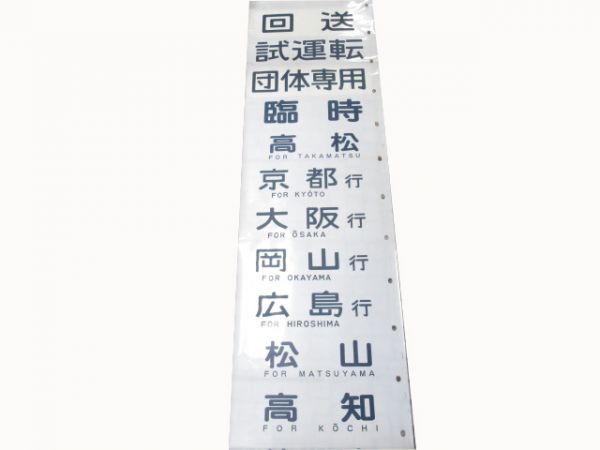 回送
試運転
団体専用
臨時
高松
FOR TAKAMATSU
京都行
FOR KYŌTO
大阪行
FOR ŌSAKA
岡山行
FOR OKAYAMA
広島行
FOR HIROSHIMA
松山
FOR MATSUYAMA
高知
FOR KŌCHI